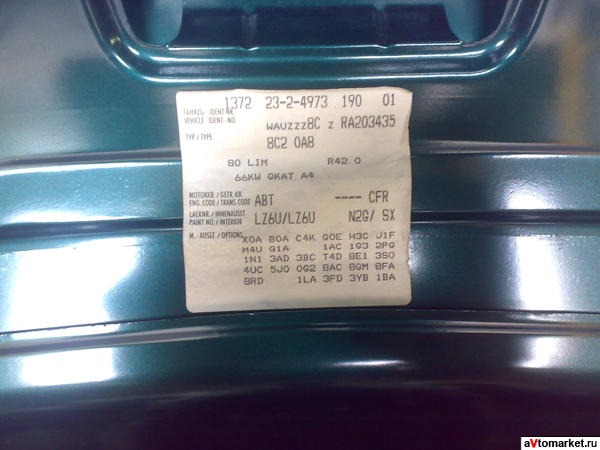 1372 23-2-4973 190 01
FAHRZG. IDENT-NR.
VEHICLE IDENT-NO. WAUZZZ8C Z RA203435
TYP/TYPE 8C2 0A8
80 LIM R42.0
66KW GKAT A4
MOTORKB./GETR.KB.
ENG.CODE/TRANS.CODE ABT ---- CFR
LACKNR./INNENAUSST.
PAINT NO./INTERIOR LZ6U/LZ6U N2G/ SX
M.-AUSST./OPTIONS
X0A B0A C4K G0E H3C J1F
M4U Q1A 1AC 1G3 2PG
1N1 3AD 3BC T4D 8E1 3S0
4UC 5J0 0G2 8AC 8GM 8FA
8RD 1LA 3FD 3YB 1BA
aVtomarket.ru